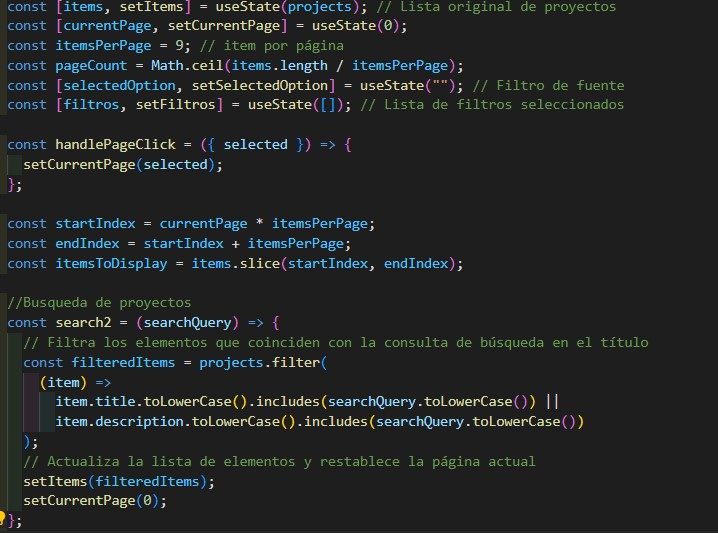 const [items, setItems] = useState(projects); // Lista original de proyectos
const [currentPage, setCurrentPage] = useState(0);
const itemsPerPage = 9; // item por página
const pageCount = Math.ceil(items.length / itemsPerPage);
const [selectedOption, setSelectedOption] = useState(""); // Filtro de fuente
const [filtros, setFiltros] = useState([]); // Lista de filtros seleccionados
const handlePageClick = ({ selected }) => {
setCurrentPage(selected);
};
const startIndex = currentPage * itemsPerPage;
const endIndex = startIndex + itemsPerPage;
const itemsToDisplay = items.slice(startIndex, endIndex);
//Busqueda de proyectos
const search2 = (searchQuery) => {
// Filtra los elementos que coinciden con la consulta de búsqueda en el título
const filteredItems = projects.filter(
(item) =>
item.title.toLowerCase().includes(searchQuery.toLowerCase()) ||
item.description.toLowerCase().includes(searchQuery.toLowerCase())
);
// Actualiza la lista de elementos y restablece la página actual
setItems(filteredItems);
setCurrentPage(0);
};